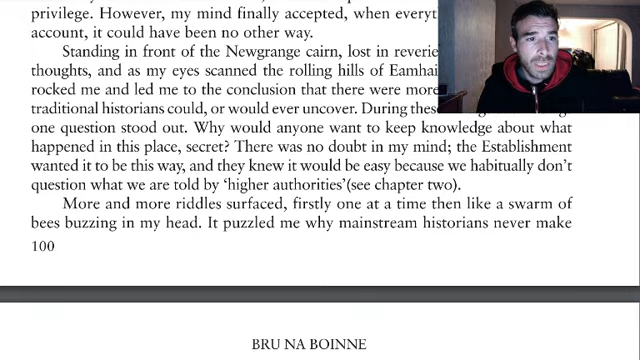 privilege. However, my mind finally accepted, when everyt
account, it could have been no other way.
Standing in front of the Newgrange cairn, lost in reverie
thoughts, and as my eyes scanned the rolling hills of Eamhai
rocked me and led me to the conclusion that there were more
traditional historians could, or would ever uncover. During these
one question stood out. Why would anyone want to keep knowledge about what
happened in this place, secret? There was no doubt in my mind; the Establishment
wanted it to be this way, and they knew it would be easy because we habitually don’t
question what we are told by ‘higher authorities’(see chapter two).
More and more riddles surfaced, firstly one at a time then like a swarm of
bees buzzing in my head. It puzzled me why mainstream historians never make
100
BRU NA BOINNE